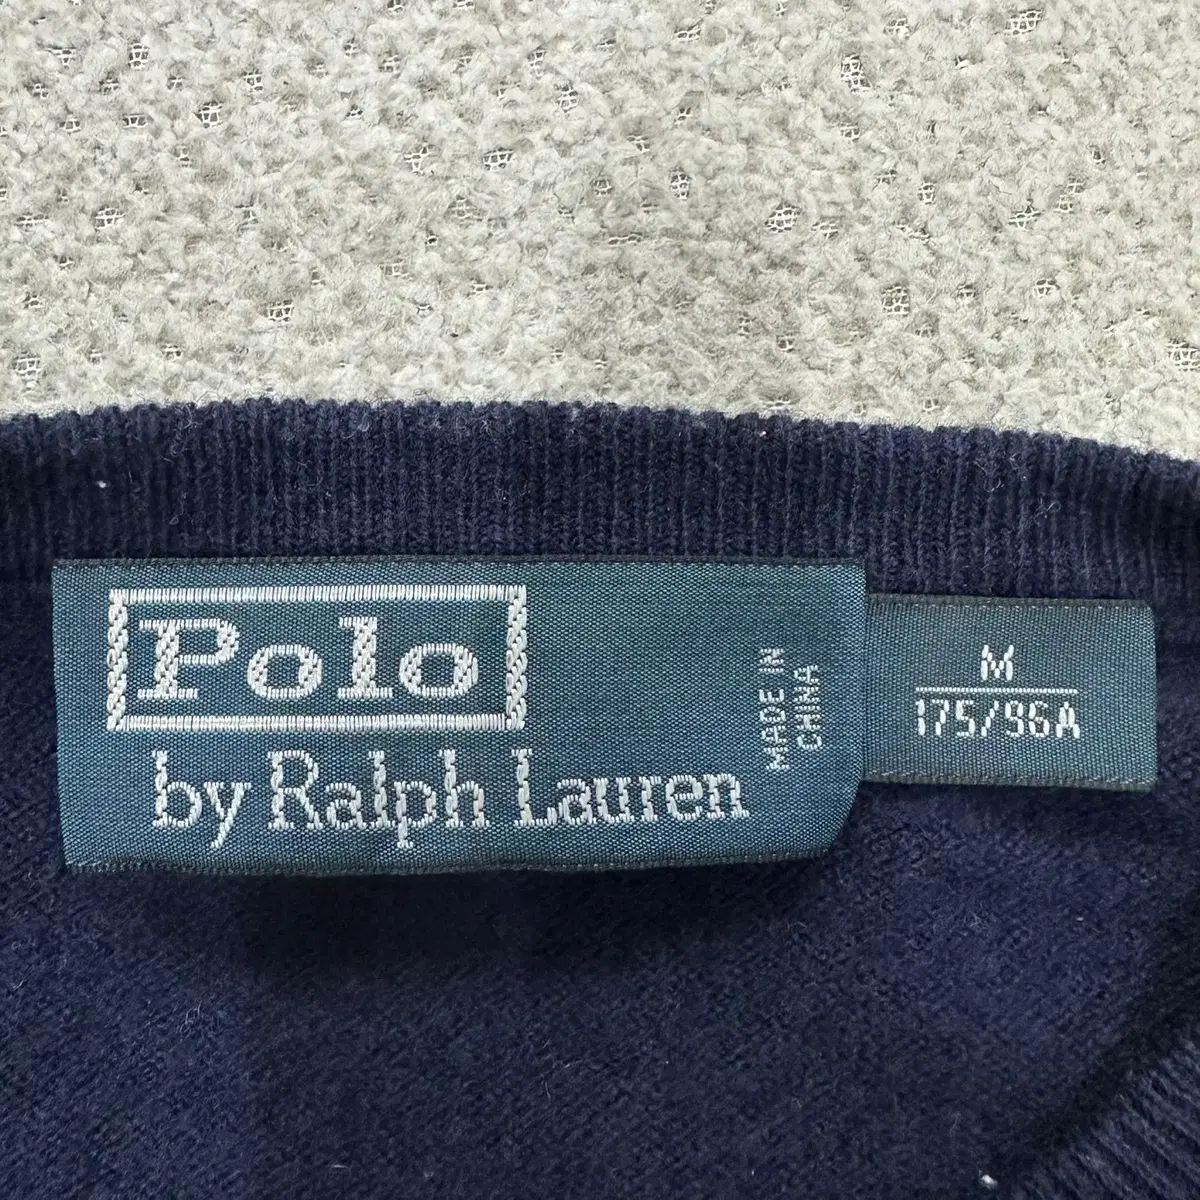 Polo
by Ralph Lauren
MADE IN
CHINA
M
175/96A